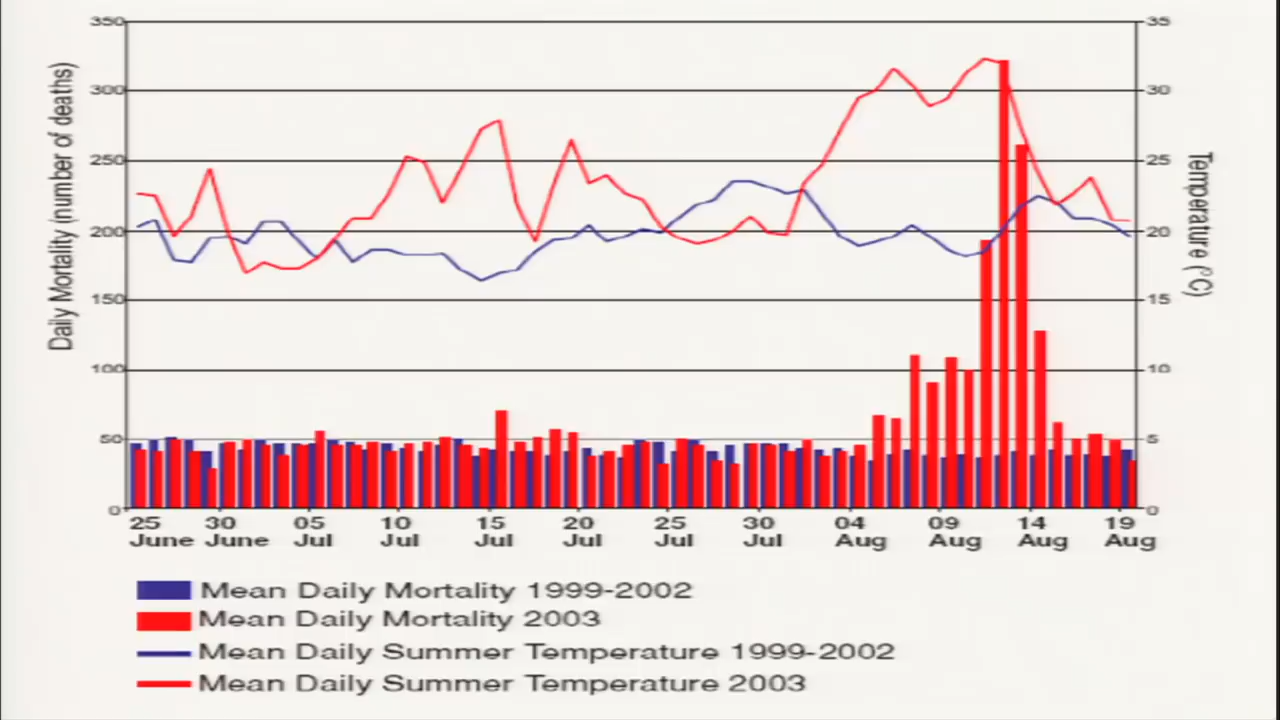 350 35
300 30
250 25
200 20
150 15
100 10
50 5
0 0
Daily Mortality (number of deaths)
Temperature (°C)
25 30 05 10 15 20 25 30 04 09 14 19
June June Jul Jul Jul Jul Jul Jul Aug Aug Aug Aug
Mean Daily Mortality 1999-2002
Mean Daily Mortality 2003
Mean Daily Summer Temperature 1999-2002
Mean Daily Summer Temperature 2003